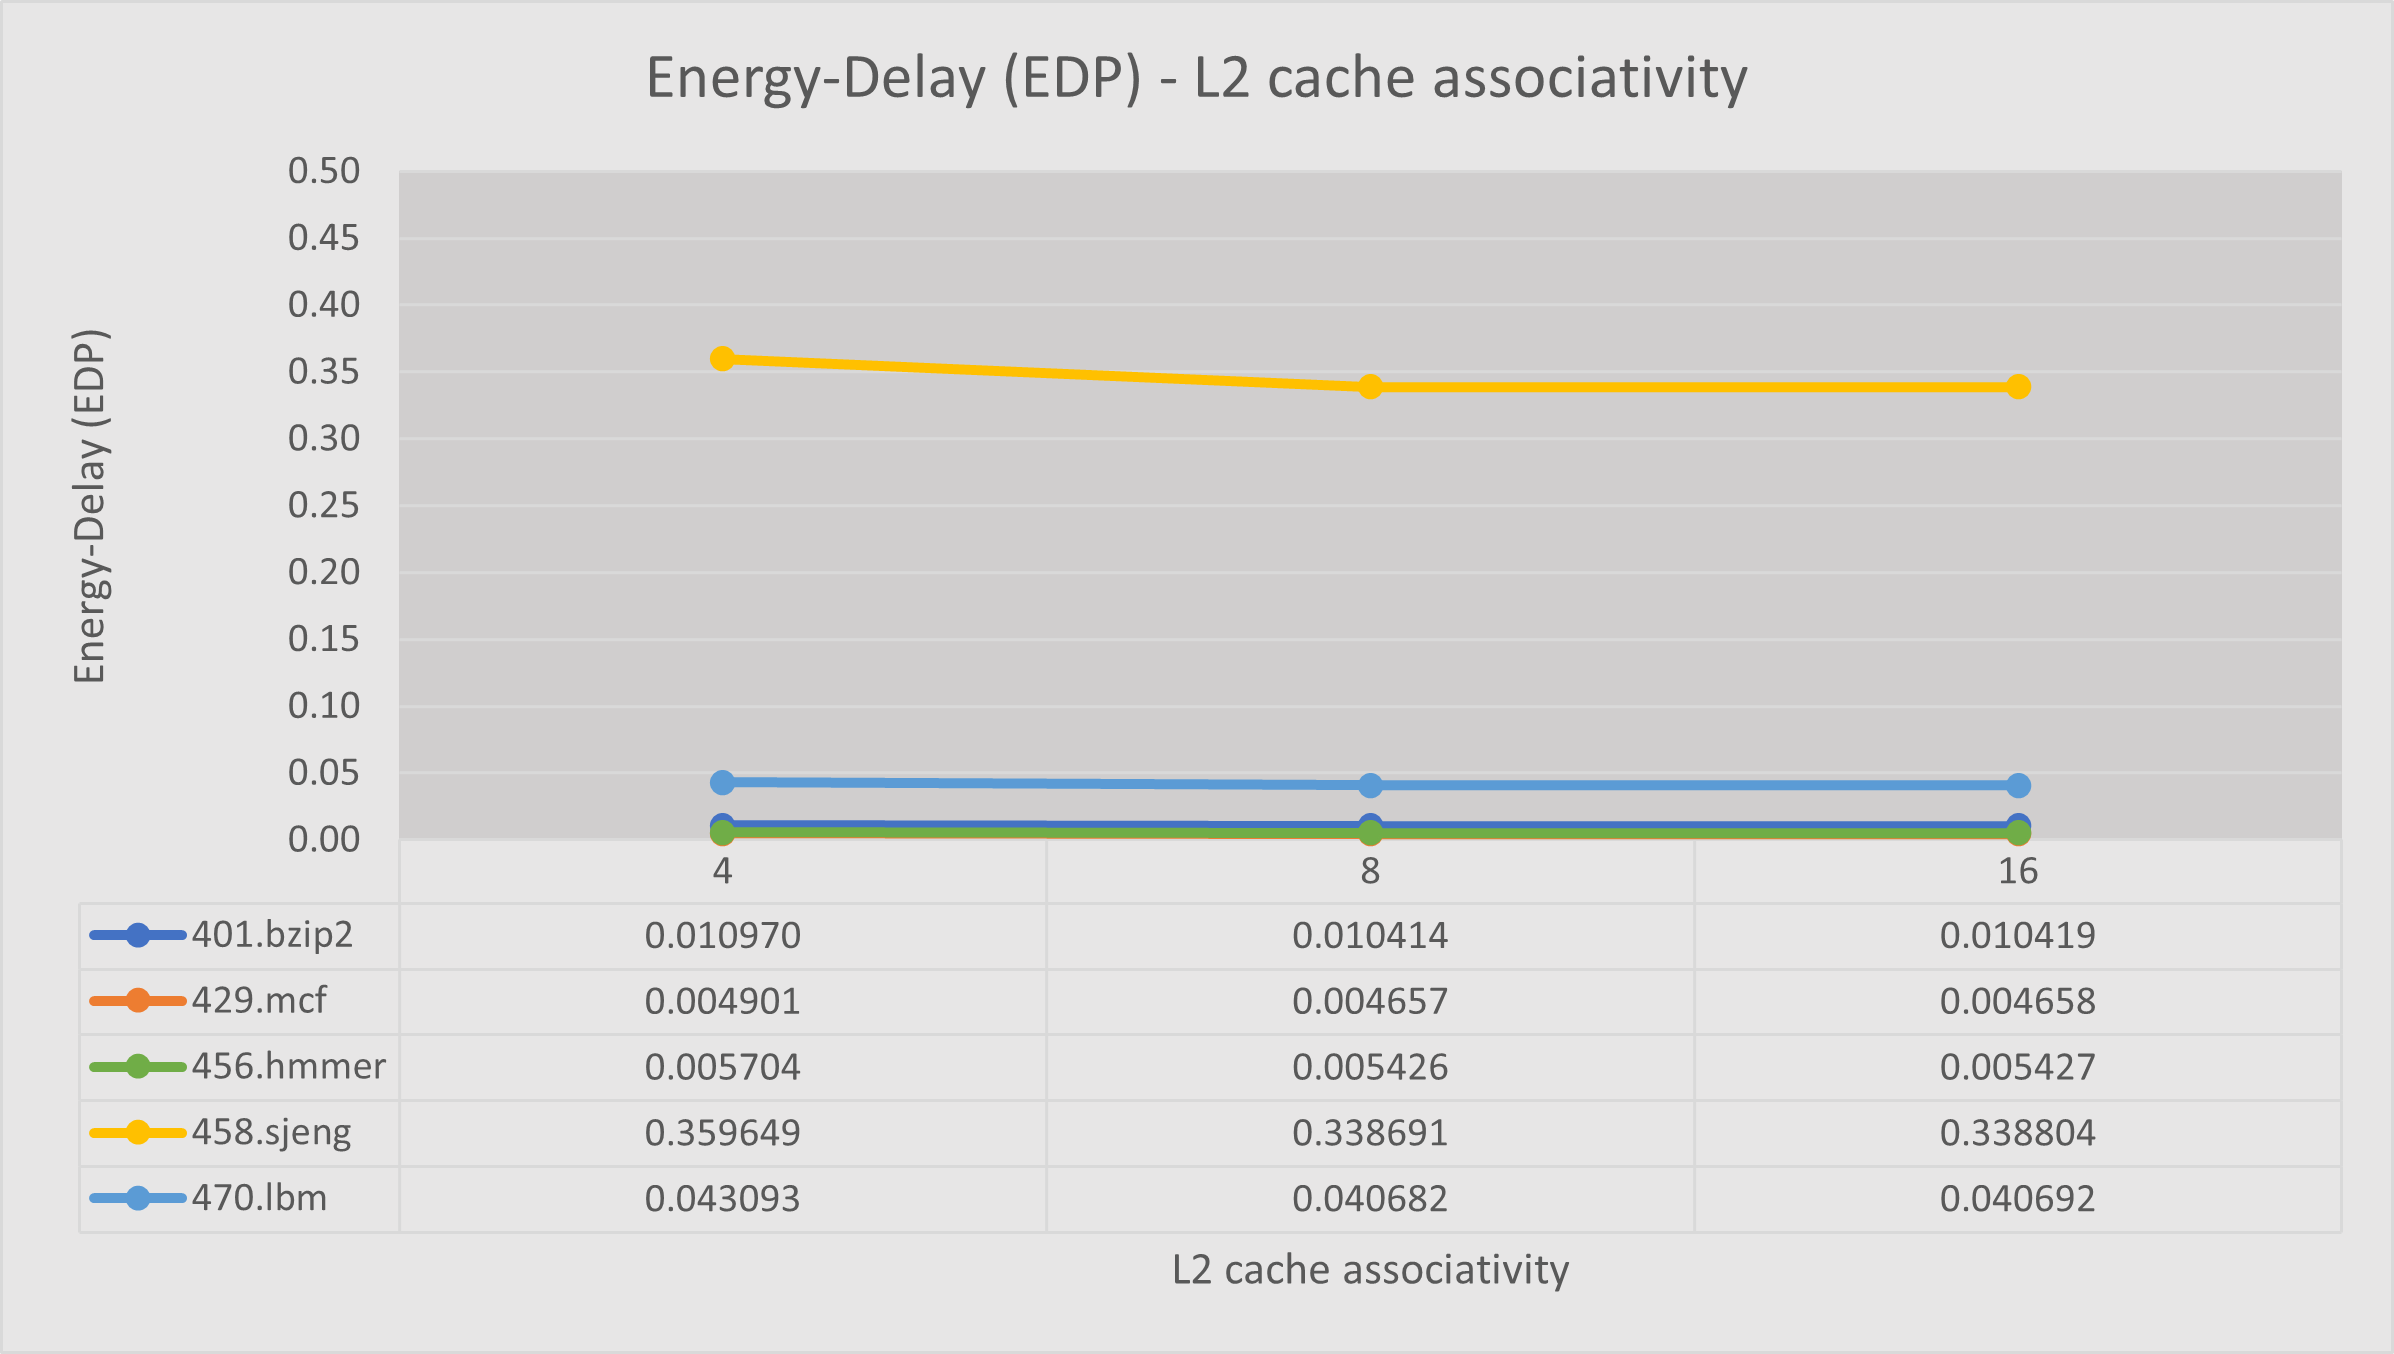 Energy-Delay (EDP) - L2 cache associativity
Energy-Delay (EDP)
0.50
0.45
0.40
0.35
0.30
0.25
0.20
0.15
0.10
0.05
0.00
4 8 16
401.bzip2 0.010970 0.010414 0.010419
429.mcf 0.004901 0.004657 0.004658
456.hmmer 0.005704 0.005426 0.005427
458.sjeng 0.359649 0.338691 0.338804
470.lbm 0.043093 0.040682 0.040692
L2 cache associativity